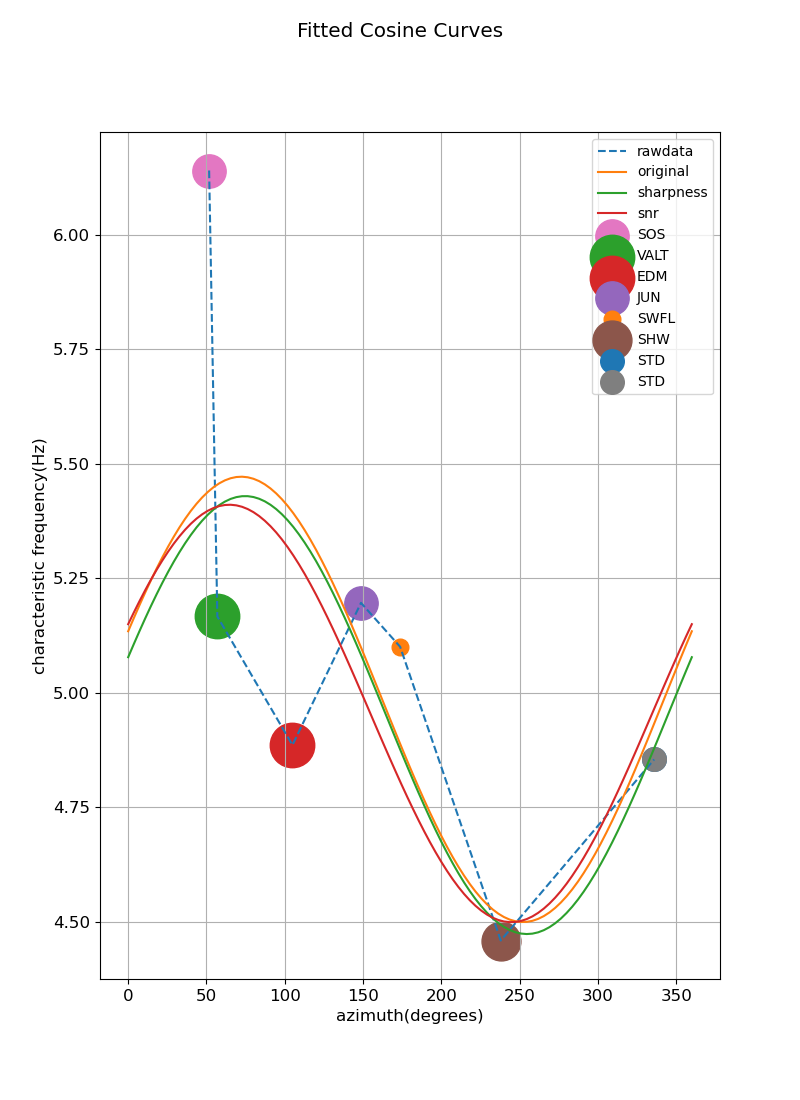 Fitted Cosine Curves
rawdata
original
sharpness
snr
SOS
VALT
EDM
JUN
SWFL
SHW
STD
STD
6.00
5.75
5.50
5.25
5.00
4.75
4.50
characteristic frequency(Hz)
0 50 100 150 200 250 300 350
azimuth(degrees)